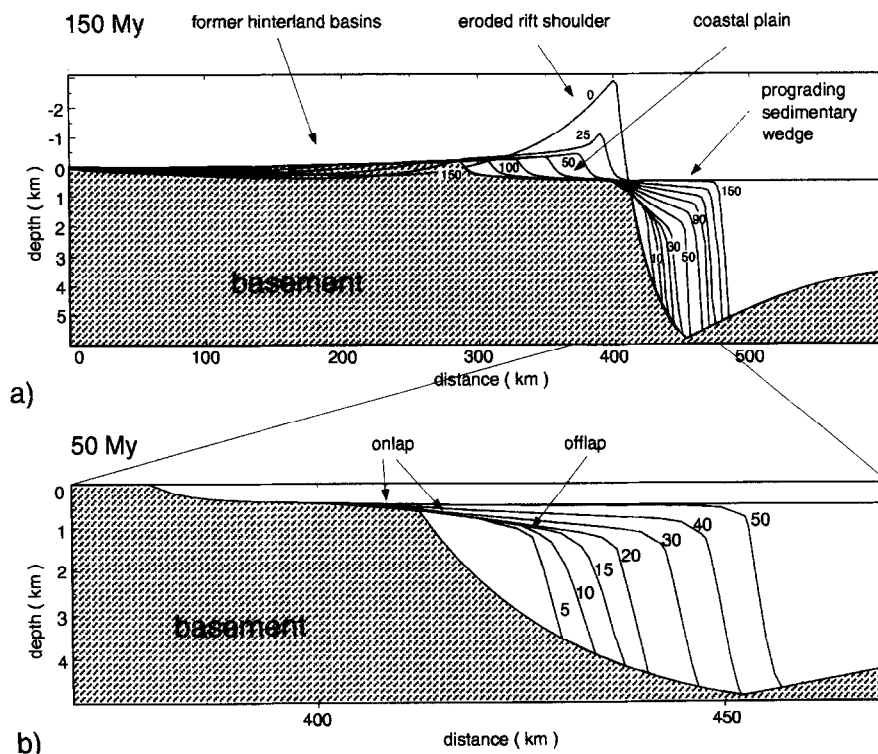 150 My
former hinterland basins
eroded rift shoulder
coastal plain
prograding
sedimentary
wedge
0
25
50
100
150
150
90
30
50
10
-2
-1
0
1
2
3
4
5
depth ( km )
basement
0
100
200
300
400
500
distance ( km )
a)
50 My
onlap
offlap
0
1
2
3
4
depth ( km )
50
40
30
20
15
10
5
basement
400
450
distance ( km )
b)